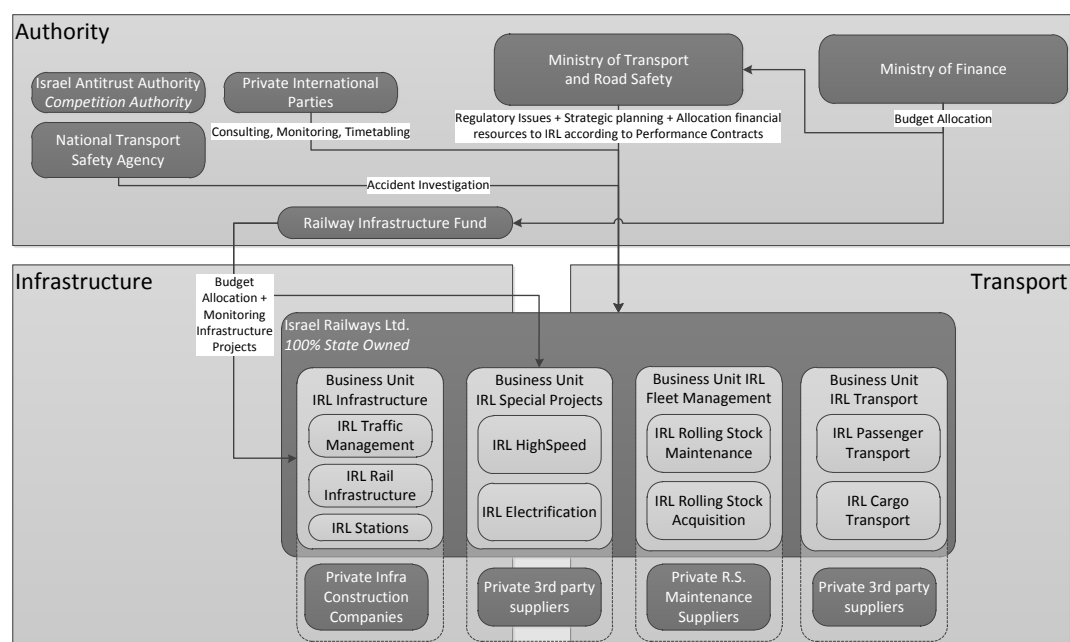 Authority
Israel Antitrust Authority
Competition Authority
Private International
Parties
Ministry of Transport
and Road Safety
Ministry of Finance
Consulting, Monitoring, Timetabling
Regulatory Issues + Strategic planning + Allocation financial
resources to IRL according to Performance Contracts
Budget Allocation
National Transport
Safety Agency
Accident Investigation
Railway Infrastructure Fund
Infrastructure
Transport
Budget
Allocation +
Monitoring
Infrastructure
Projects
Israel Railways Ltd.
100% State Owned
Business Unit
IRL Infrastructure
IRL Traffic
Management
IRL Rail
Infrastructure
IRL Stations
Business Unit
IRL Special Projects
IRL HighSpeed
IRL Electrification
Business Unit IRL
Fleet Management
IRL Rolling Stock
Maintenance
IRL Rolling Stock
Acquisition
Business Unit
IRL Transport
IRL Passenger
Transport
IRL Cargo
Transport
Private Infra
Construction
Companies
Private 3rd party
suppliers
Private R.S.
Maintenance
Suppliers
Private 3rd party
suppliers